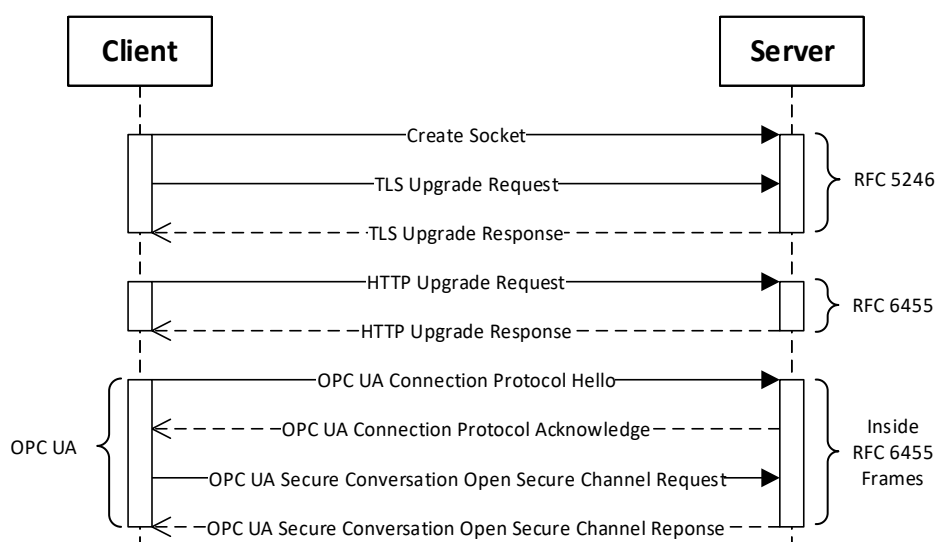 Client
Server
Create Socket
TLS Upgrade Request
RFC 5246
TLS Upgrade Response
HTTP Upgrade Request
RFC 6455
HTTP Upgrade Response
OPC UA Connection Protocol Hello
OPC UA Connection Protocol Acknowledge
OPC UA
Inside
RFC 6455
Frames
OPC UA Secure Conversation Open Secure Channel Request
OPC UA Secure Conversation Open Secure Channel Reponse